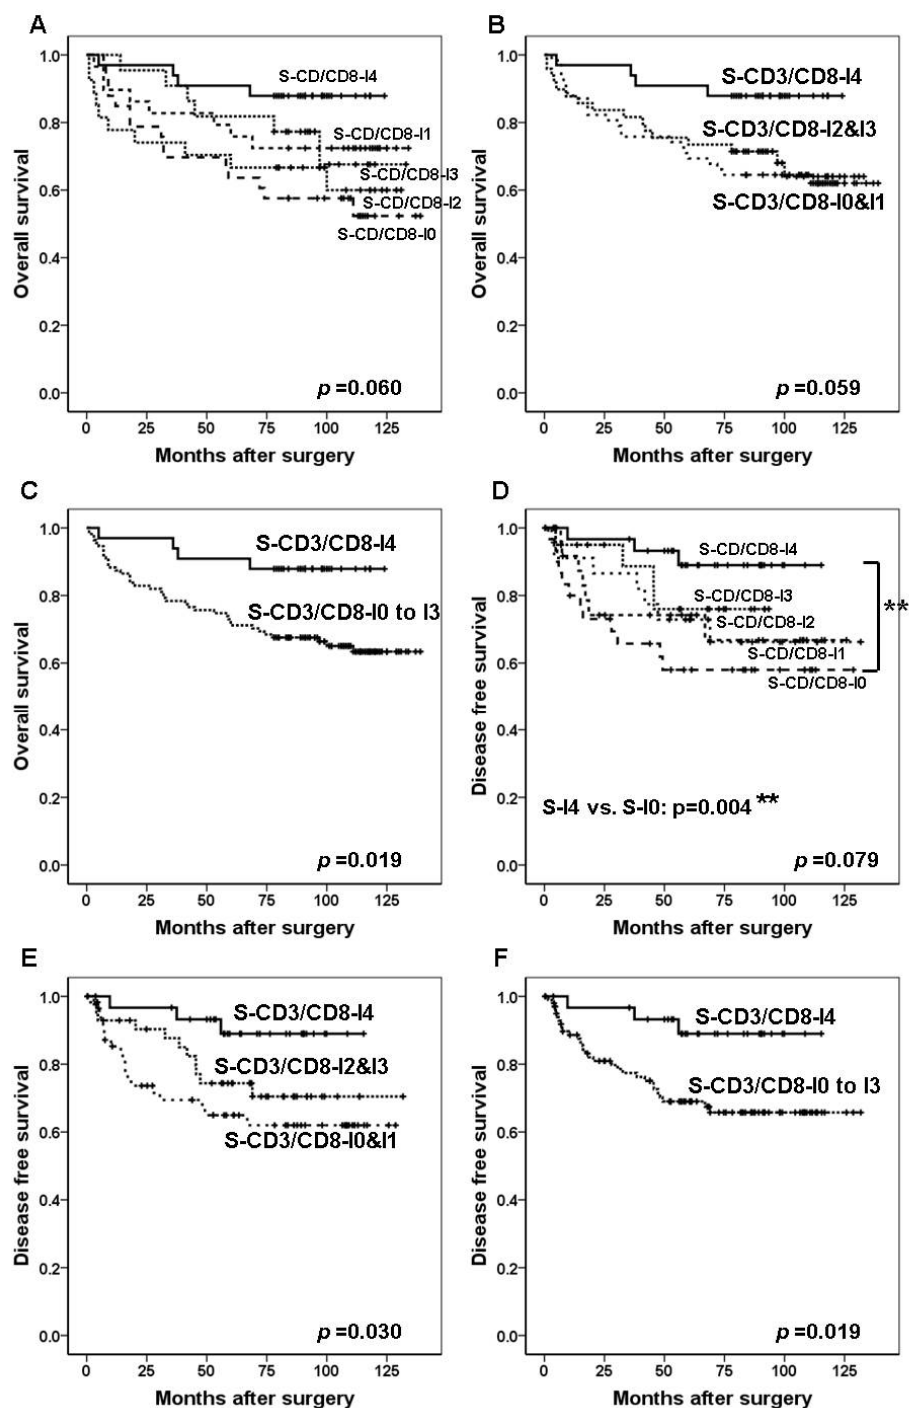 A
1.0
0.8
0.6
0.4
0.2
0.0
Overall survival
S-CD/CD8-I4
S-CD/CD8-I1
S-CD/CD8-I3
S-CD/CD8-I2
S-CD/CD8-I0
p =0.060
0 25 50 75 100 125
Months after surgery
B
1.0
0.8
0.6
0.4
0.2
0.0
Overall survival
S-CD3/CD8-I4
S-CD3/CD8-I2&I3
S-CD3/CD8-I0&I1
p =0.059
0 25 50 75 100 125
Months after surgery
C
1.0
0.8
0.6
0.4
0.2
0.0
Overall survival
S-CD3/CD8-I4
S-CD3/CD8-I0 to I3
p =0.019
0 25 50 75 100 125
Months after surgery
D
1.0
0.8
0.6
0.4
0.2
0.0
Disease free survival
S-CD/CD8-I4
S-CD/CD8-I3
S-CD/CD8-I2
S-CD/CD8-I1
S-CD/CD8-I0
**
S-I4 vs. S-I0: p=0.004 **
p =0.079
0 25 50 75 100 125
Months after surgery
E
1.0
0.8
0.6
0.4
0.2
0.0
Disease free survival
S-CD3/CD8-I4
S-CD3/CD8-I2&I3
S-CD3/CD8-I0&I1
p =0.030
0 25 50 75 100 125
Months after surgery
F
1.0
0.8
0.6
0.4
0.2
0.0
Disease free survival
S-CD3/CD8-I4
S-CD3/CD8-I0 to I3
p =0.019
0 25 50 75 100 125
Months after surgery